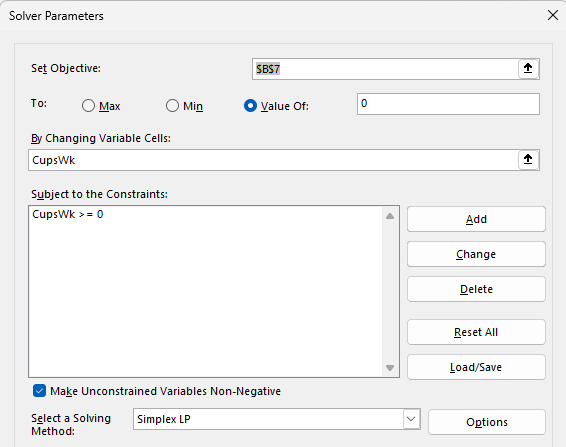 Solver Parameters
Set Objective: $B$7
To: Max Min Value Of: 0
By Changing Variable Cells:
CupsWk
Subject to the Constraints:
CupsWk >= 0
Add
Change
Delete
Reset All
Load/Save
Make Unconstrained Variables Non-Negative
Select a Solving
Method:
Simplex LP
Options